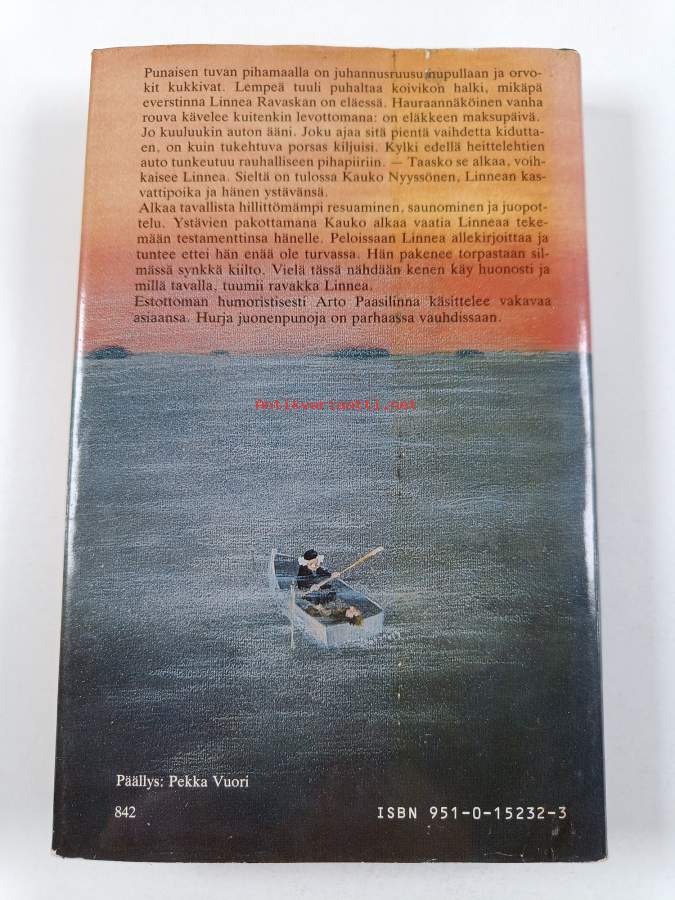 Punaisen tuvan pihamaalla on juhannusruusu nupullaan ja orvo-
kit kukkivat. Lempeä tuuli puhaltaa koivikon halki, mikäpä
everstinna Linnea Ravaskan on eläessä. Hauraannäköinen vanha
rouva kävelee kuitenkin levottomana: on eläkkeen maksupäivä.
Jo kuuluukin auton ääni. Joku ajaa sitä pientä vaihdetta kidutta-
en, on kuin tukehtuva porsas kiljuisi. Kylki edellä heittelehtien
auto tunkeutuu rauhalliseen pihapiiriin. — Taasko se alkaa, voih-
kaisee Linnea. Sieltä on tulossa Kauko Nyyssönen, Linnean kas-
vattipoika ja hänen ystävänsä.
Alkaa tavallista hillittömämpi resuaminen, saunominen ja juopot-
telu. Ystävien pakottamana Kauko alkaa vaatia Linneaa teke-
mään testamenttinsa hänelle. Peloissaan Linnea allekirjoittaa ja
tuntee ettei hän enää ole turvassa. Hän pakenee torpastaan sil-
mässä synkkä kiilto. Vielä tässä nähdään kenen käy huonosti ja
millä tavalla, tuumii ravakka Linnea.
Estottoman humoristisesti Arto Paasilinna käsittelee vakavaa
asiaansa. Hurja juonenpunoja on parhaassa vauhdissaan.
Antikvariaatti.net
Päällys: Pekka Vuori
842
ISBN 951-0-15232-3